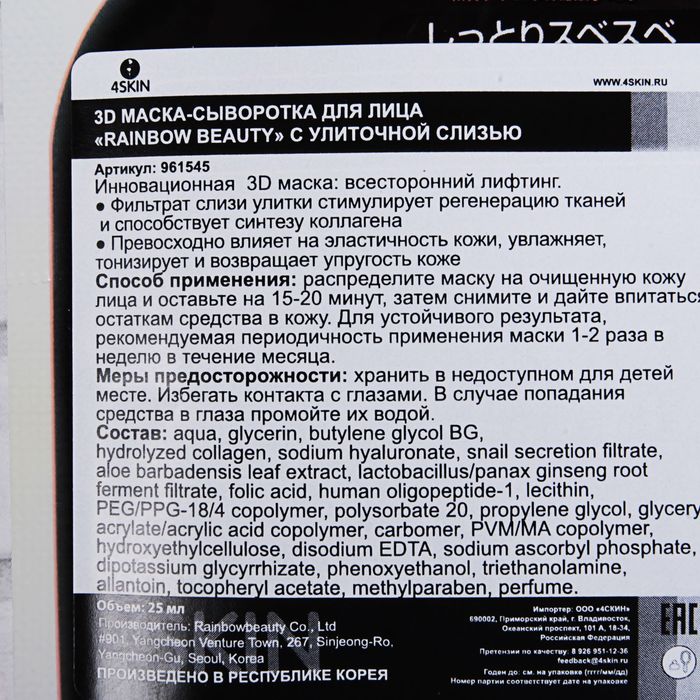 しっとりスベスベ
4SKIN
WWW.4SKIN.RU
3D МАСКА-СЫВОРОТКА ДЛЯ ЛИЦА
«RAINBOW BEAUTY» С УЛИТОЧНОЙ СЛИЗЬЮ
Артикул: 961545
Инновационная 3D маска: всесторонний лифтинг.
● Фильтрат слизи улитки стимулирует регенерацию тканей
и способствует синтезу коллагена
● Превосходно влияет на эластичность кожи, увлажняет,
тонизирует и возвращает упругость коже
Способ применения: распределите маску на очищенную кожу
лица и оставьте на 15-20 минут, затем снимите и дайте впитаться
остаткам средства в кожу. Для устойчивого результата,
рекомендуемая периодичность применения маски 1-2 раза в
неделю в течение месяца.
Меры предосторожности: хранить в недоступном для детей
месте. Избегать контакта с глазами. В случае попадания
средства в глаза промойте их водой.
Состав: aqua, glycerin, butylene glycol BG,
hydrolyzed collagen, sodium hyaluronate, snail secretion filtrate,
aloe barbadensis leaf extract, lactobacillus/panax ginseng root
ferment filtrate, folic acid, human oligopeptide-1, lecithin,
PEG/PPG-18/4 copolymer, polysorbate 20, propylene glycol, glycery
acrylate/acrylic acid copolymer, carbomer, PVM/MA copolymer,
hydroxyethylcellulose, disodium EDTA, sodium ascorbyl phosphate,
dipotassium glycyrrhizate, phenoxyethanol, triethanolamine,
allantoin, tocopheryl acetate, methylparaben, perfume.
Объем: 25 мл
Производитель: Rainbowbeauty Co., Ltd
#901, Yangcheon Venture Town, 267, Sinjeong-Ro,
Yangcheon-Gu, Seoul, Korea
ПРОИЗВЕДЕНО В РЕСПУБЛИКЕ КОРЕЯ
Импортер: ООО «4СКИН»
690002, Приморский край, г. Владивосток,
Океанский проспект, 101 А, 18-34,
Российская Федерация
Претензии по качеству: 8 926 951-12-36
feedback@4skin.ru
Годен до: см. на упаковке (гггг/мм/дд)
Номер партии соответствует дате на упаковке
EAC